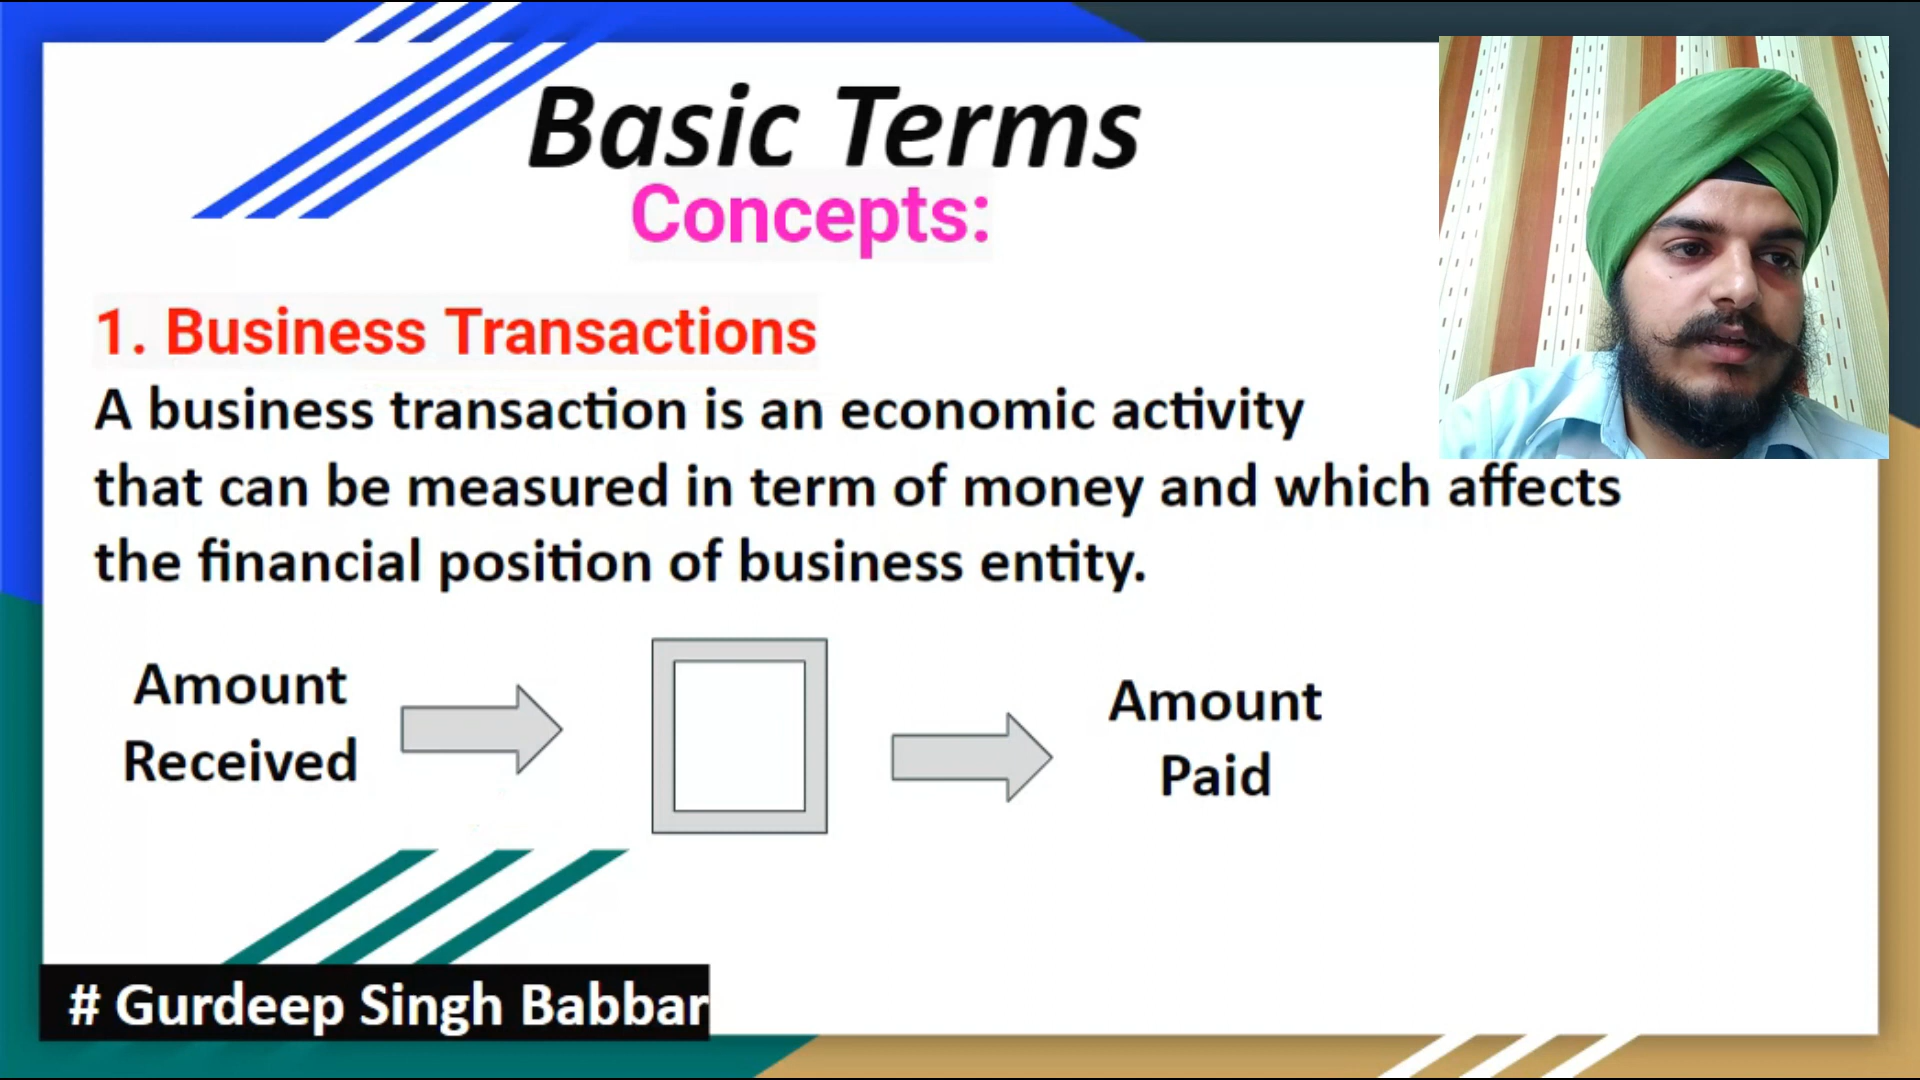 Basic Terms
Concepts:
1. Business Transactions
A business transaction is an economic activity
that can be measured in term of money and which affects
the financial position of business entity.
Amount
Received
Amount
Paid
# Gurdeep Singh Babbar